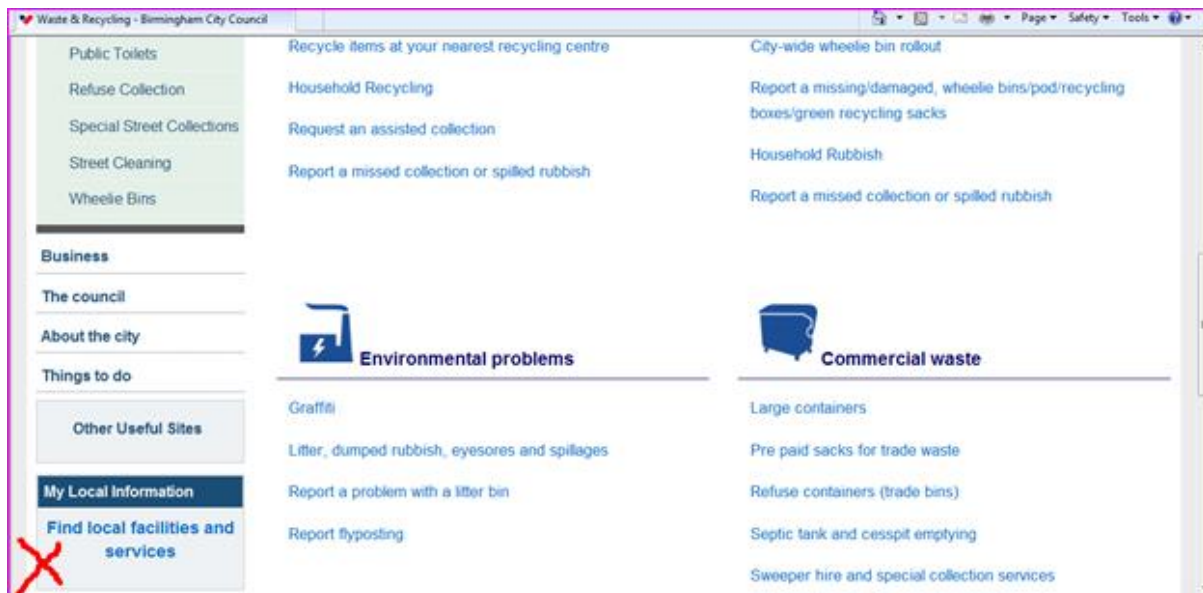 Waste & Recycling - Birmingham City Council
Page
Safety
Tools
Public Toilets
Refuse Collection
Special Street Collections
Street Cleaning
Wheelie Bins
Business
The council
About the city
Things to do
Other Useful Sites
My Local Information
Find local facilities and
services
Recycle items at your nearest recycling centre
Household Recycling
Request an assisted collection
Report a missed collection or spilled rubbish
City-wide wheelie bin rollout
Report a missing/damaged, wheelie bins/pod/recycling
boxes/green recycling sacks
Household Rubbish
Report a missed collection or spilled rubbish
Environmental problems
Graffiti
Litter, dumped rubbish, eyesores and spillages
Report a problem with a litter bin
Report flyposting
Commercial waste
Large containers
Pre paid sacks for trade waste
Refuse containers (trade bins)
Septic tank and cesspit emptying
Sweeper hire and special collection services